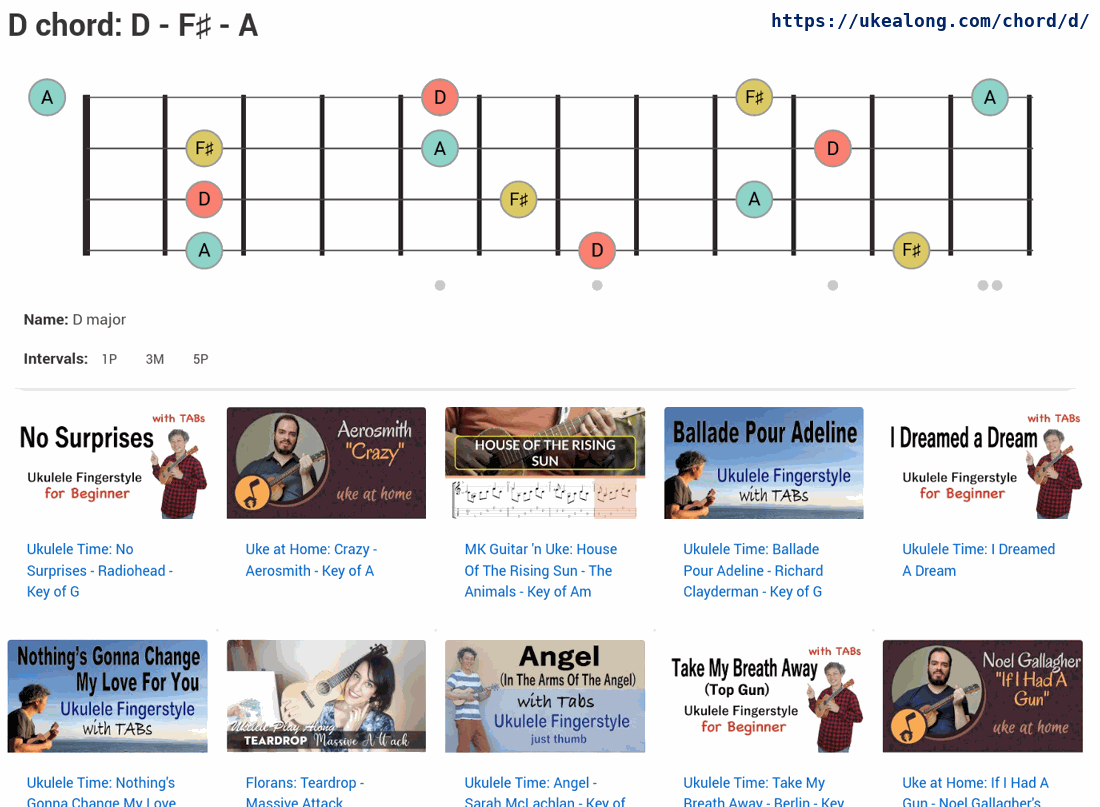 D chord: D - F♯ - A
https://ukealong.com/chord/d/
A D F♯ A
F♯ A D
D F♯ A
A D F♯
Name: D major
Intervals: 1P 3M 5P
with TABs
No Surprises
Ukulele Fingerstyle
for Beginner
Aerosmith
"Crazy"
uke at home
HOUSE OF THE RISING
SUN
Ballade Pour Adeline
Ukulele Fingerstyle
with TABs
with TABs
I Dreamed a Dream
Ukulele Fingerstyle
for Beginner
Ukulele Time: No
Surprises - Radiohead -
Key of G
Uke at Home: Crazy -
Aerosmith - Key of A
MK Guitar 'n Uke: House
Of The Rising Sun - The
Animals - Key of Am
Ukulele Time: Ballade
Pour Adeline - Richard
Clayderman - Key of G
Ukulele Time: I Dreamed
A Dream
Nothing's Gonna Change
My Love For You
Ukulele Fingerstyle
with TABs
Ukulele Play Along
TEARDROP Massive Attack
Angel
(In The Arms Of The Angel)
with Tabs
Ukulele Fingerstyle
just thumb
with TABs
Take My Breath Away
(Top Gun)
Ukulele Fingerstyle
for Beginner
Noel Gallagher
"If I Had A
Gun"
uke at home
Ukulele Time: Nothing's
Gonna Change My Love
Florans: Teardrop -
Massive Attack
Ukulele Time: Angel -
Sarah McLachlan - Key of
Ukulele Time: Take My
Breath Away - Berlin - Key
Uke at Home: If I Had A
Gun - Noel Gallagher's